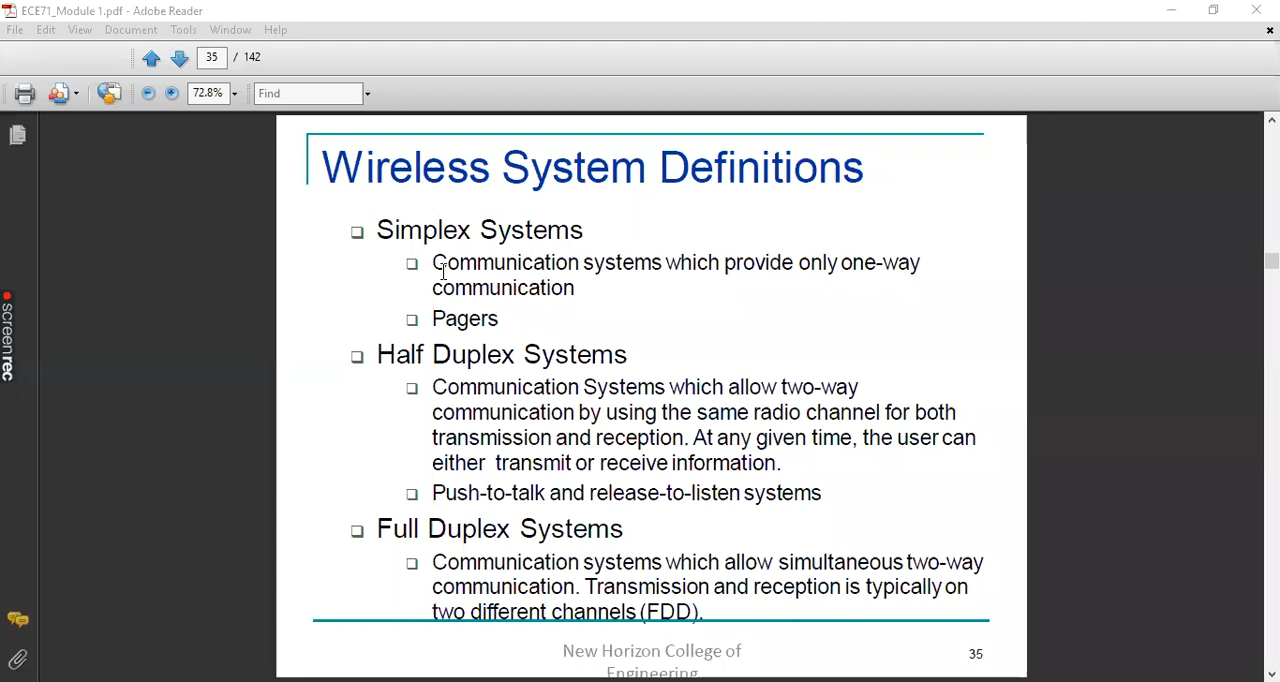 ECE71_Module 1.pdf - Adobe Reader
File Edit View Document Tools Window Help
35 / 142
72.8% Find
Wireless System Definitions
Simplex Systems
Communication systems which provide only one-way
communication
Pagers
Half Duplex Systems
Communication Systems which allow two-way
communication by using the same radio channel for both
transmission and reception. At any given time, the user can
either transmit or receive information.
Push-to-talk and release-to-listen systems
Full Duplex Systems
Communication systems which allow simultaneous two-way
communication. Transmission and reception is typically on
two different channels (FDD).
New Horizon College of
Engineering
35
screenrec